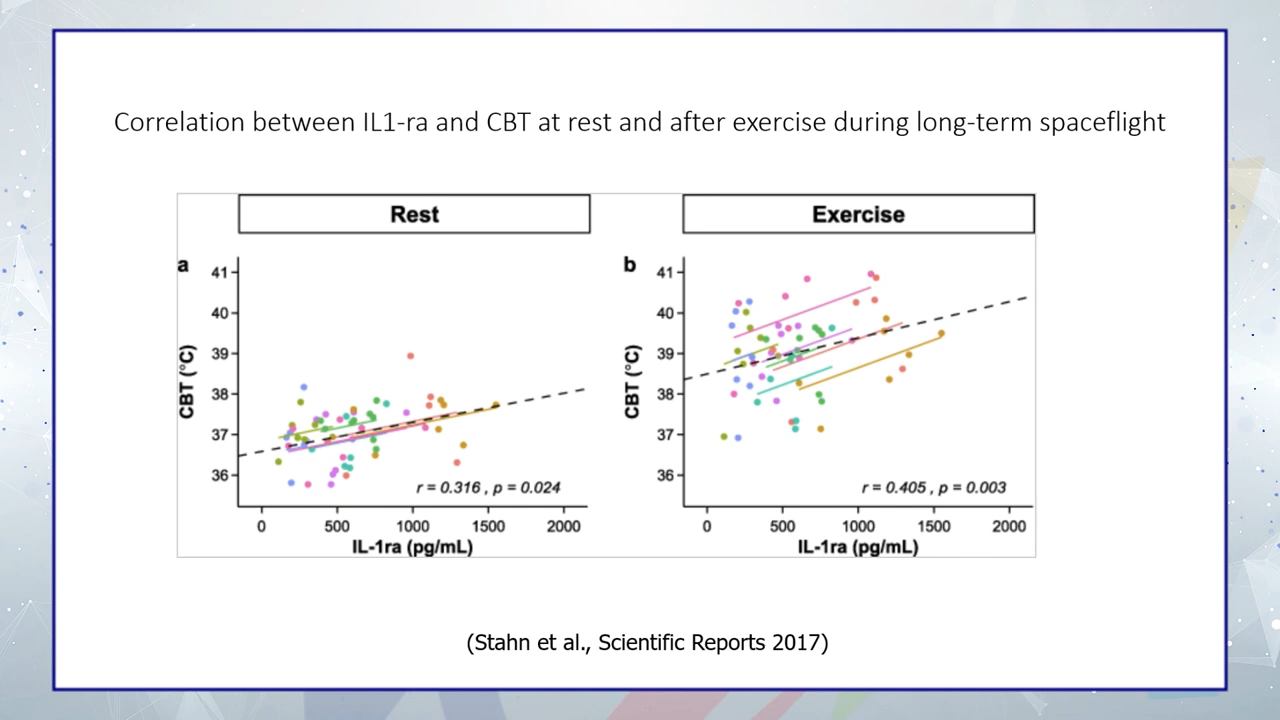 Correlation between IL1-ra and CBT at rest and after exercise during long-term spaceflight
Rest
a
41
40
39
38
37
36
CBT (°C)
r = 0.316 , p = 0.024
0 500 1000 1500 2000
IL-1ra (pg/mL)
Exercise
b
41
40
39
38
37
36
CBT (°C)
r = 0.405 , p = 0.003
0 500 1000 1500 2000
IL-1ra (pg/mL)
(Stahn et al., Scientific Reports 2017)